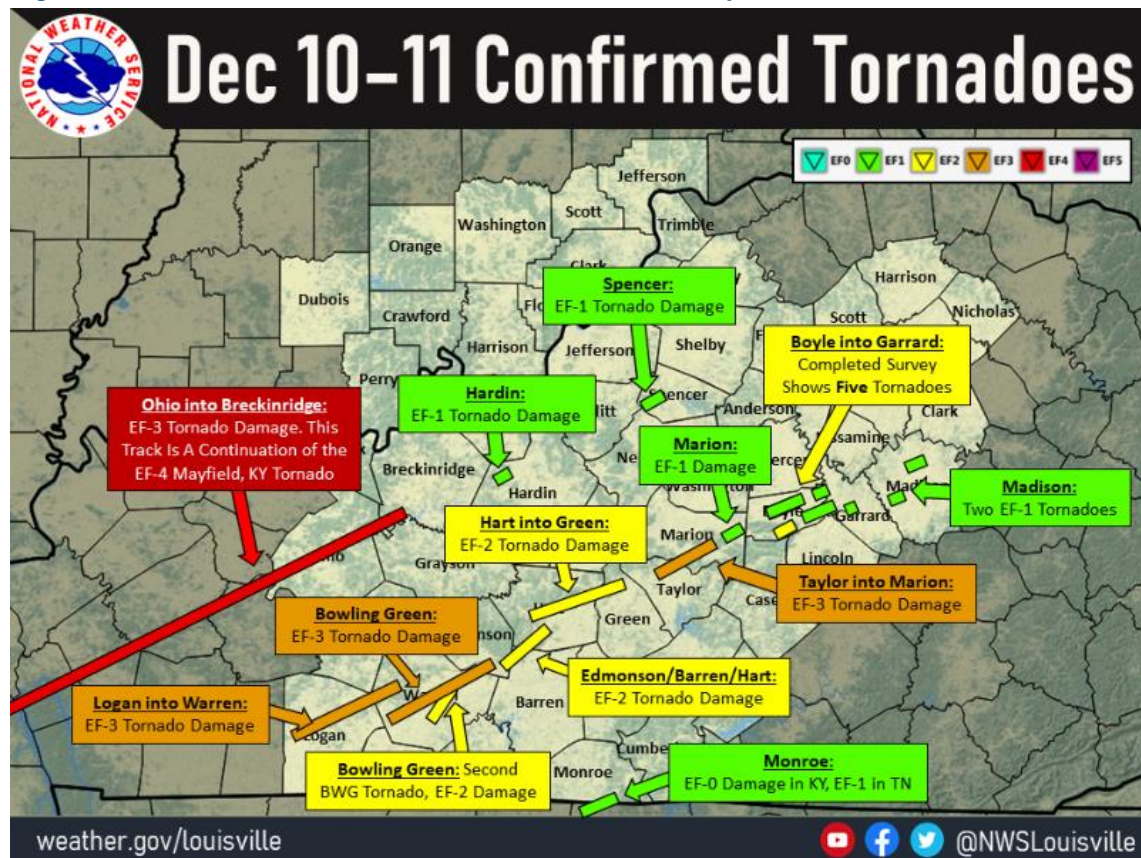 NATIONAL WEATHER SERVICE
Dec 10-11 Confirmed Tornadoes
EF0 EF1 EF2 EF3 EF4 EF5
Jefferson
Scott
Washington
Trimble
Orange
Clark
Harrison
Dubois
Spencer:
EF-1 Tornado Damage
Nicholas
Crawford
Scott
Harrison
Jefferson
Shelby
Boyle into Garrard:
Completed Survey
Shows Five Tornadoes
Perry
Ohio into Breckinridge:
EF-3 Tornado Damage. This
Track Is A Continuation of the
EF-4 Mayfield, KY Tornado
Hardin:
EF-1 Tornado Damage
Spencer
Anderson
Clark
Marion:
EF-1 Damage
Breckinridge
Washington
Hardin
Madison:
Two EF-1 Tornadoes
Hart into Green:
EF-2 Tornado Damage
Garrard
Marion
Lincoln
Grayson
Taylor
Taylor into Marion:
EF-3 Tornado Damage
Bowling Green:
EF-3 Tornado Damage
Green
Edmonson/Barren/Hart:
EF-2 Tornado Damage
Logan into Warren:
EF-3 Tornado Damage
Barren
Logan
Bowling Green: Second
BWG Tornado, EF-2 Damage
Monroe
Monroe:
EF-0 Damage in KY, EF-1 in TN
weather.gov/louisville
@NWSLouisville